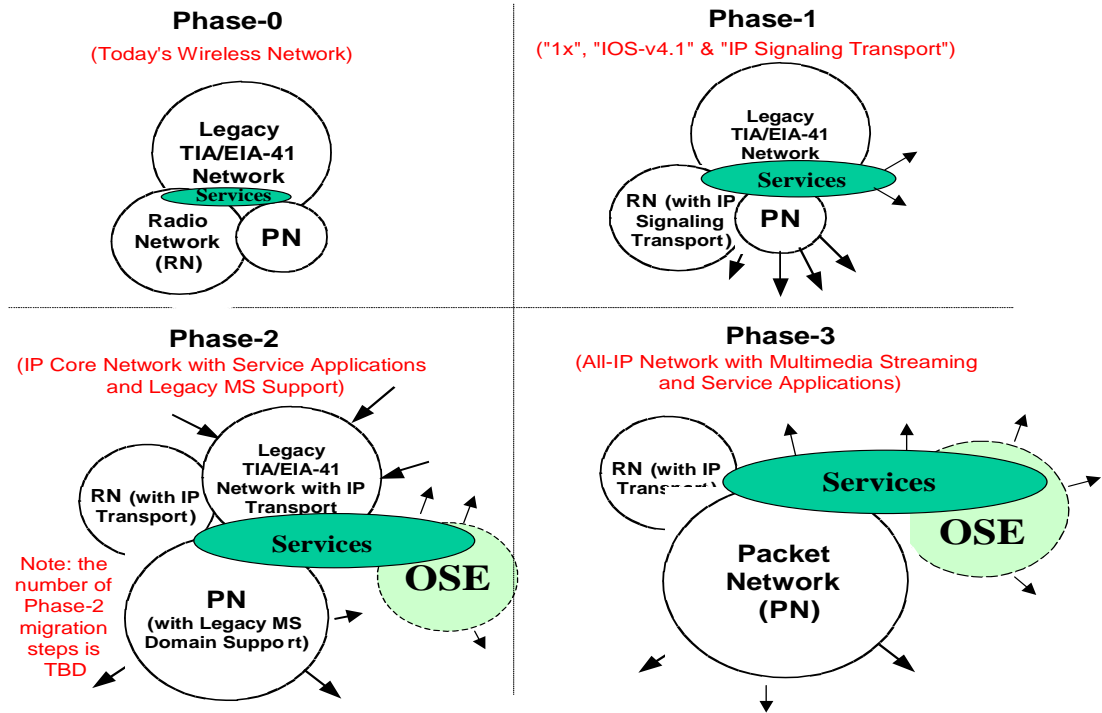 Phase-0
(Today's Wireless Network)
Legacy
TIA/EIA-41
Network
Services
Radio
Network
(RN)
PN
Phase-1
("1x", "IOS-v4.1" & "IP Signaling Transport")
Legacy
TIA/EIA-41
Network
Services
RN (with IP
Signaling
Transport)
PN
Phase-2
(IP Core Network with Service Applications
and Legacy MS Support)
Legacy
TIA/EIA-41
Network with IP
Transport
RN (with IP
Transport)
Services
OSE
PN
(with Legacy MS
Domain Support)
Note: the
number of
Phase-2
migration
steps is
TBD
Phase-3
(All-IP Network with Multimedia Streaming
and Service Applications)
RN (with IP
Transport)
Services
OSE
Packet
Network
(PN)